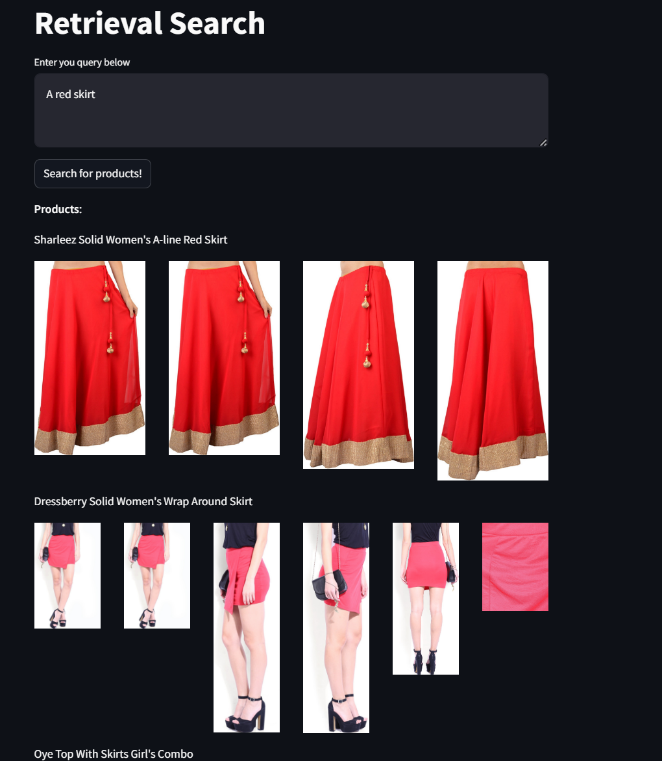 Retrieval Search
Enter you query below
A red skirt
Search for products!
Products:
Sharleez Solid Women's A-line Red Skirt
Dressberry Solid Women's Wrap Around Skirt
Oye Top With Skirts Girl's Combo